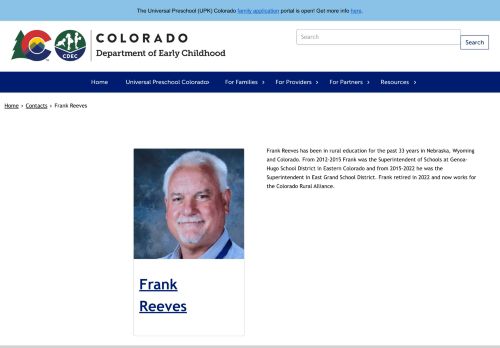 The Universal Preschool (UPK) Colorado family application portal is open! Get more info here.
COLORADO
Department of Early Childhood
CDEC
Search
Search
Home
Universal Preschool Colorado
For Families
For Providers
For Partners
Resources
Home › Contacts › Frank Reeves
Frank Reeves has been in rural education for the past 33 years in Nebraska, Wyoming
and Colorado. From 2012-2015 Frank was the Superintendent of Schools at Genoa-
Hugo School District in Eastern Colorado and from 2015-2022 he was the
Superintendent in East Grand School District. Frank retired in 2022 and now works for
the Colorado Rural Alliance.
Frank
Reeves